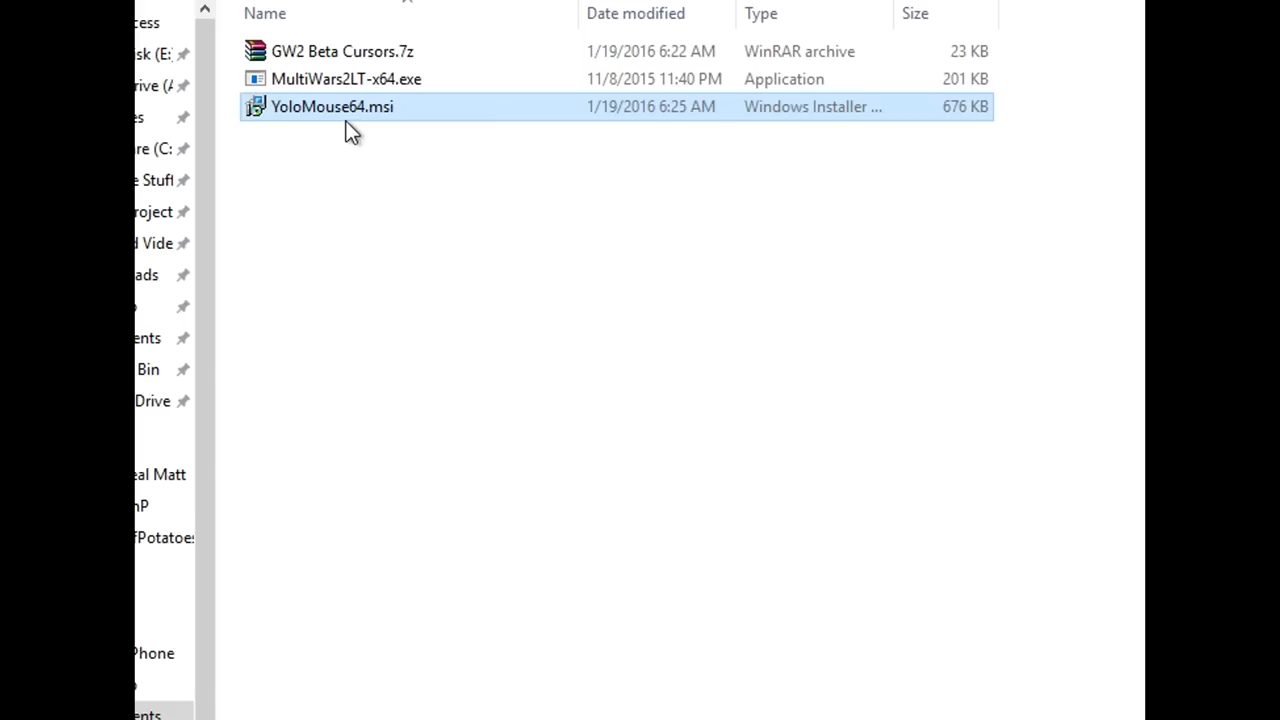 Name Date modified Type Size
GW2 Beta Cursors.7z 1/19/2016 6:22 AM WinRAR archive 23 KB
MultiWars2LT-x64.exe 11/8/2015 11:40 PM Application 201 KB
YoloMouse64.msi 1/19/2016 6:25 AM Windows Installer ... 676 KB
cess
sk (E:
rive (A
es
are (C:
e Stuff
roject
d Vide
ads
ents
Bin
Drive
eal Matt
nP
fPotatoes
Phone
ents